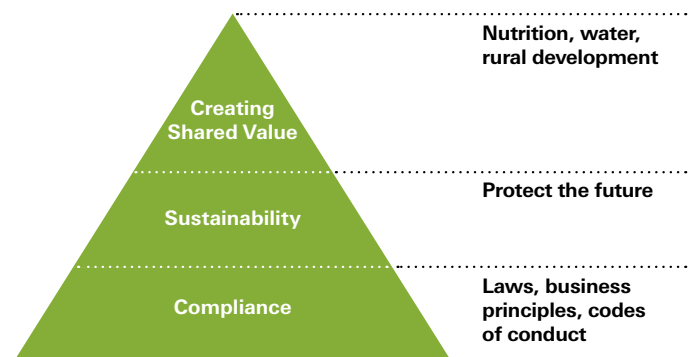 Nutrition, water,
rural development
Creating
Shared Value
Protect the future
Sustainability
Laws, business
principles, codes
of conduct
Compliance